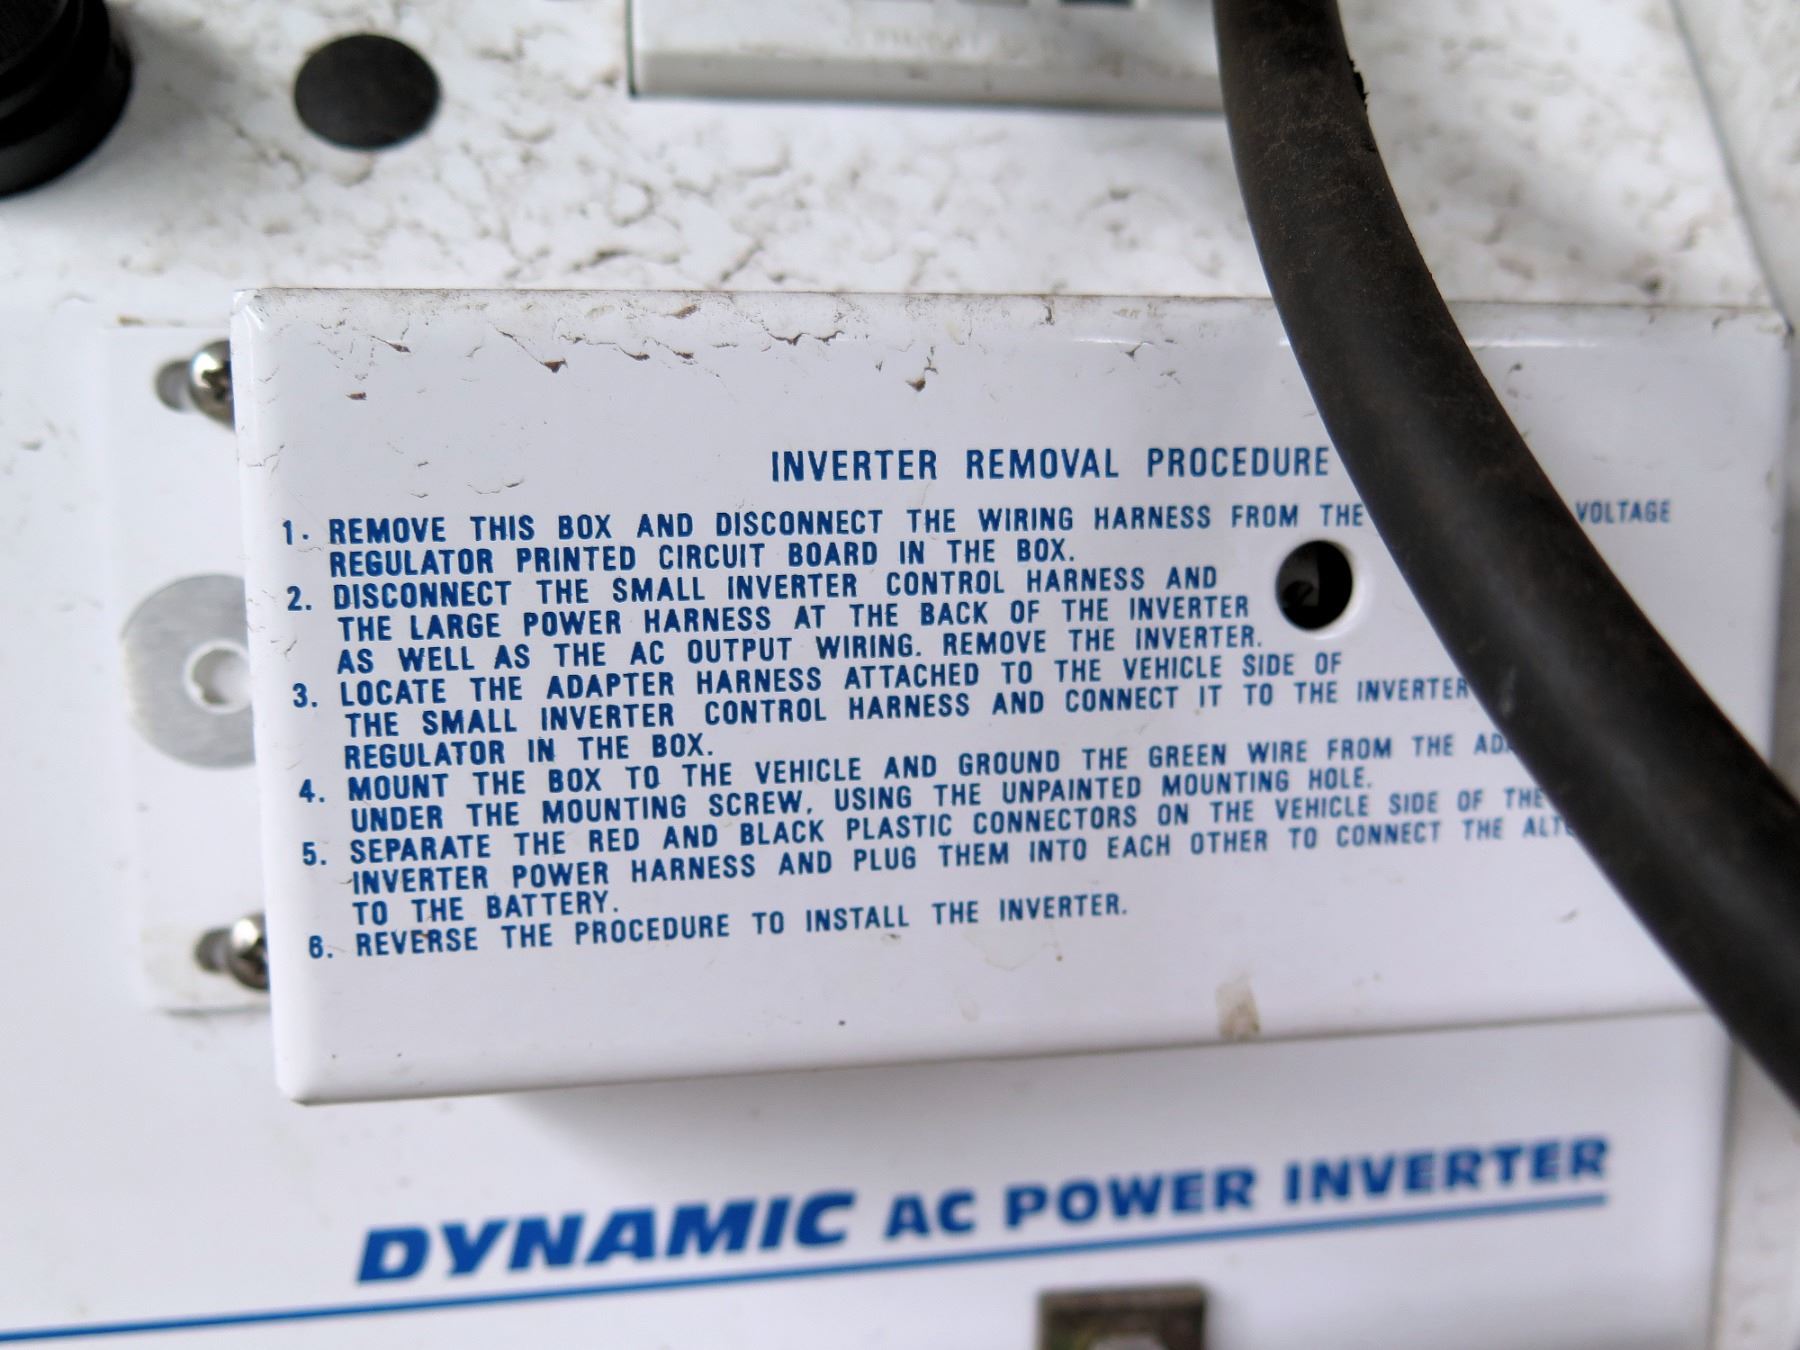 INVERTER REMOVAL PROCEDURE
1. REMOVE THIS BOX AND DISCONNECT THE WIRING HARNESS FROM THE VOLTAGE
REGULATOR PRINTED CIRCUIT BOARD IN THE BOX.
2. DISCONNECT THE SMALL INVERTER CONTROL HARNESS AND
THE LARGE POWER HARNESS AT THE BACK OF THE INVERTER
AS WELL AS THE AC OUTPUT WIRING. REMOVE THE INVERTER.
3. LOCATE THE ADAPTER HARNESS ATTACHED TO THE VEHICLE SIDE OF
THE SMALL INVERTER CONTROL HARNESS AND CONNECT IT TO THE INVERTER
REGULATOR IN THE BOX.
4. MOUNT THE BOX TO THE VEHICLE AND GROUND THE GREEN WIRE FROM THE
UNDER THE MOUNTING SCREW, USING THE UNPAINTED MOUNTING HOLE.
5. SEPARATE THE RED AND BLACK PLASTIC CONNECTORS ON THE VEHICLE SIDE OF THE
INVERTER POWER HARNESS AND PLUG THEM INTO EACH OTHER TO CONNECT THE
TO THE BATTERY.
6. REVERSE THE PROCEDURE TO INSTALL THE INVERTER.
DYNAMIC AC POWER INVERTER